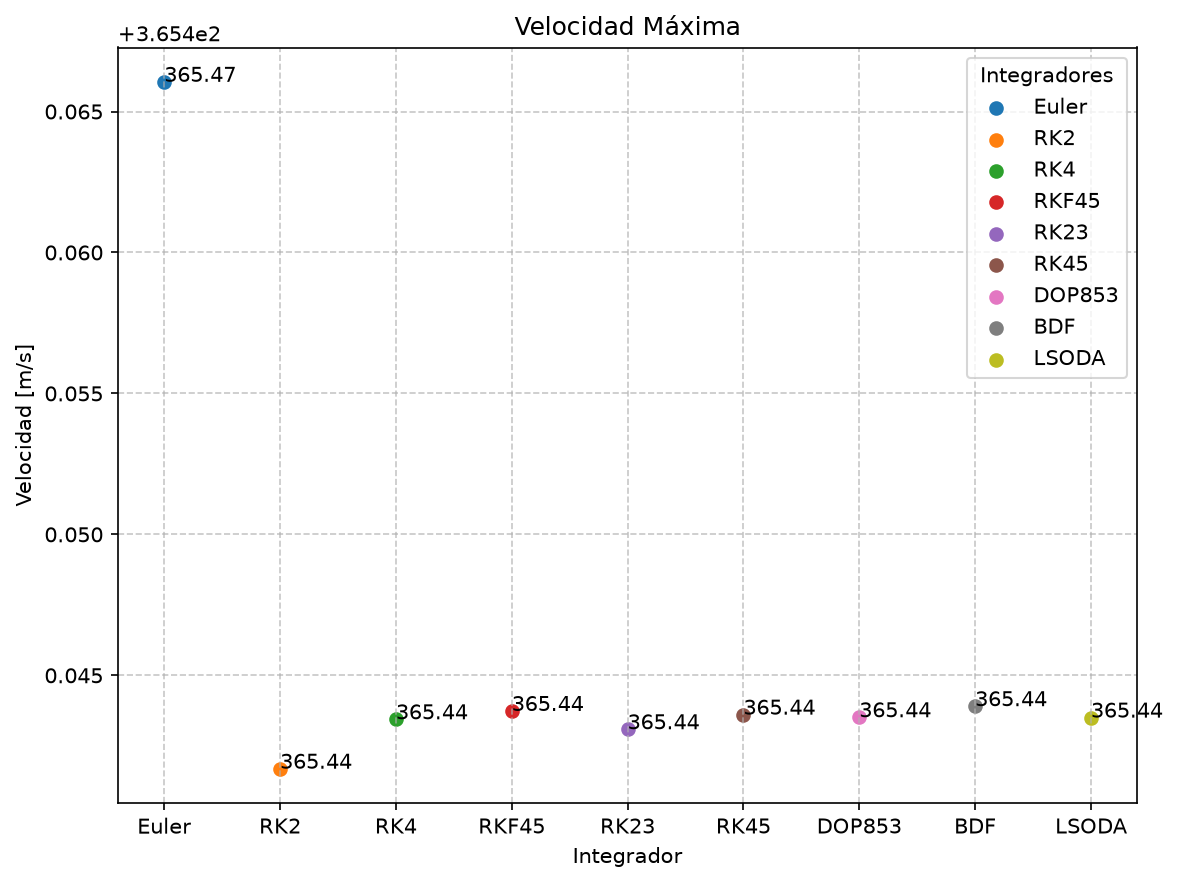 Velocidad Máxima
+3.654e2
365.47
Integradores
Euler
RK2
RK4
RKF45
RK23
RK45
DOP853
BDF
LSODA
0.065
0.060
0.055
0.050
0.045
Velocidad [m/s]
365.44
365.44
365.44
365.44
365.44
365.44
365.44
365.44
Euler RK2 RK4 RKF45 RK23 RK45 DOP853 BDF LSODA
Integrador